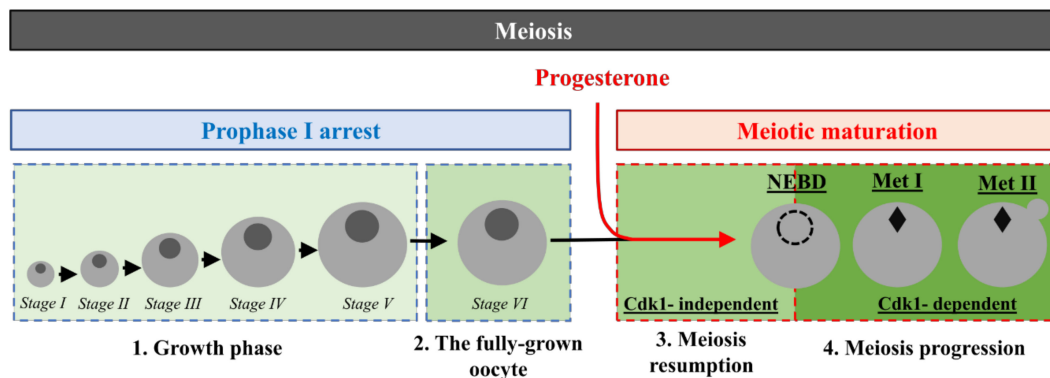 Meiosis
Progesterone
Prophase I arrest
Meiotic maturation
NEBD
Met I
Met II
Stage I
Stage II
Stage III
Stage IV
Stage V
Stage VI
Cdk1- independent
Cdk1- dependent
1. Growth phase
2. The fully-grown
oocyte
3. Meiosis
resumption
4. Meiosis progression